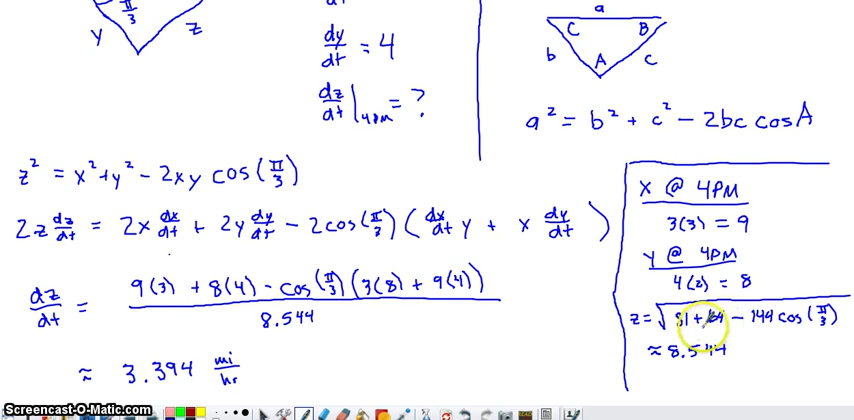 π/3
y
z
dy/dt = 4
dz/dt |4PM = ?
a
C B
b A c
a² = b² + c² - 2bc cosA
z² = x² + y² - 2xy cos(π/3)
2z dz/dt = 2x dx/dt + 2y dy/dt - 2cos(π/3) (dx/dt y + x dy/dt)
dz/dt = 9(3) + 8(4) - cos(π/3)(3(8) + 9(4)) / 8.544
≈ 3.394 mi/hr
X @ 4PM
3(3) = 9
Y @ 4PM
4(2) = 8
z = √81 + 64 - 144 cos(π/3)
≈ 8.544
Screencast-O-Matic.com